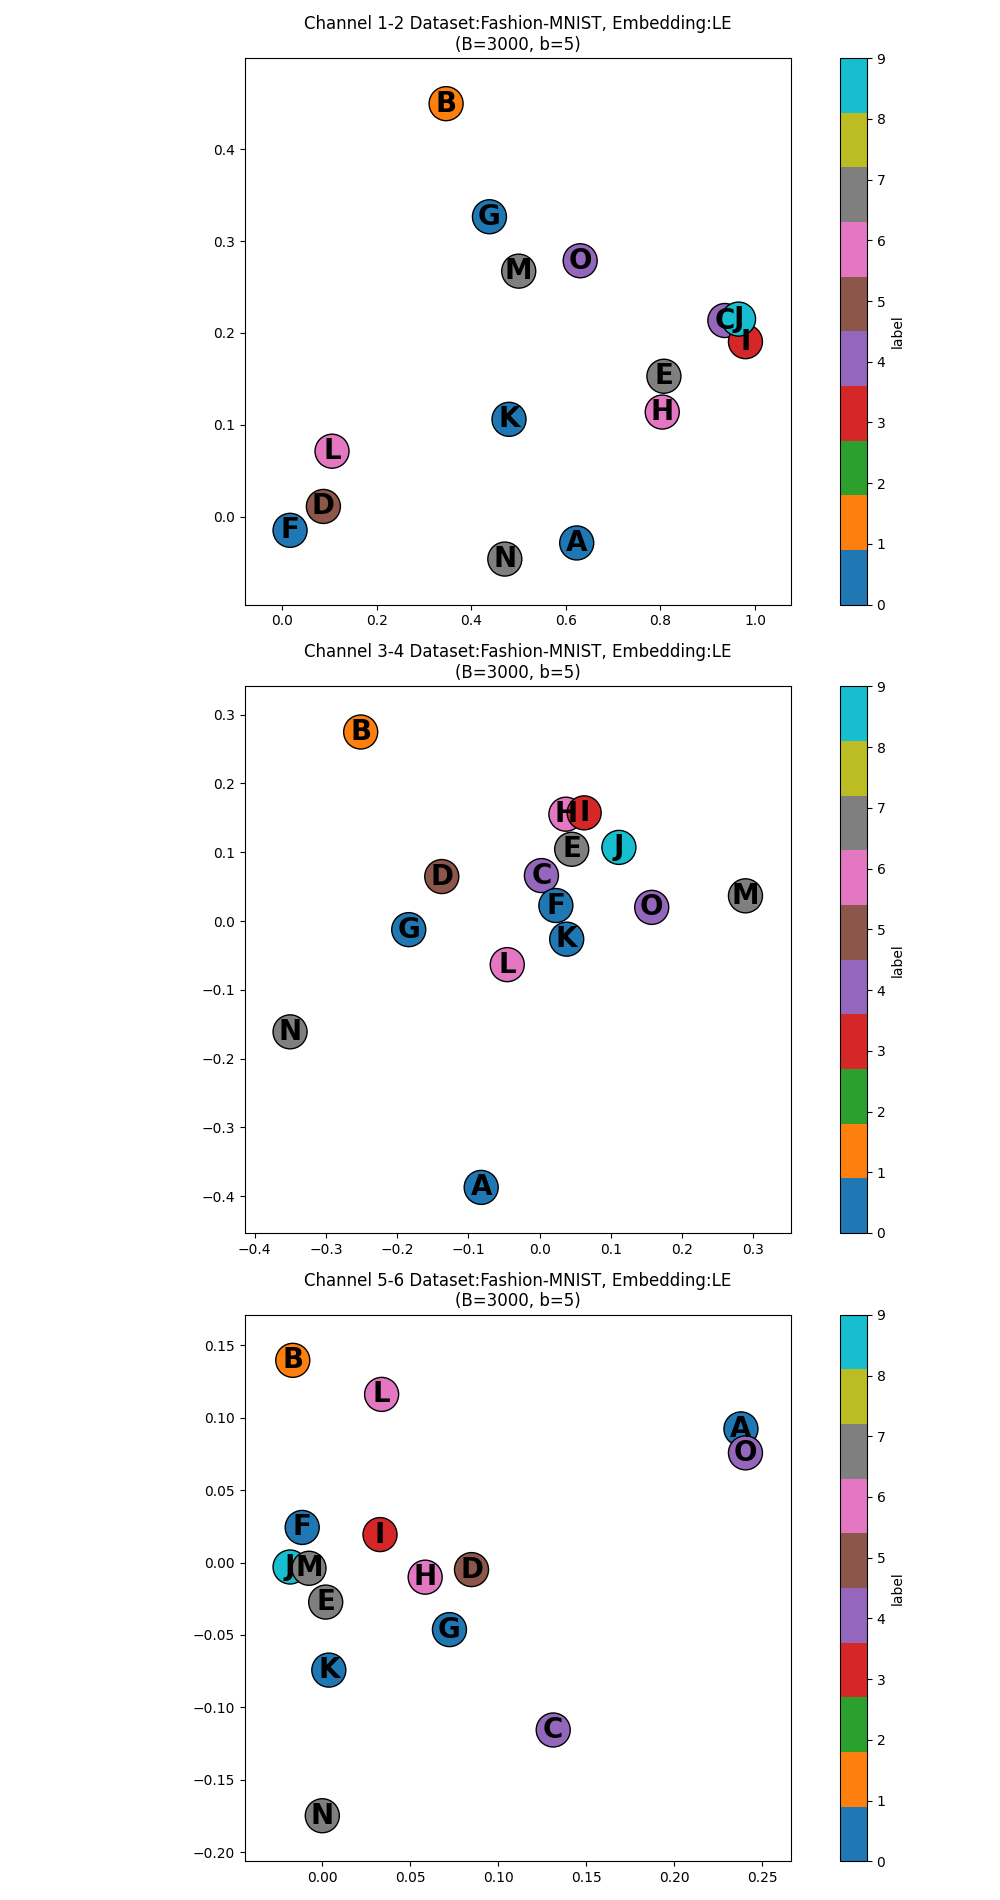 Channel 1-2 Dataset:Fashion-MNIST, Embedding:LE
(B=3000, b=5)
B
G
M
O
C
J
I
E
H
K
L
D
F
N
A
0.4
0.3
0.2
0.1
0.0
0.0 0.2 0.4 0.6 0.8 1.0
9
8
7
6
5
4
3
2
1
0
label
Channel 3-4 Dataset:Fashion-MNIST, Embedding:LE
(B=3000, b=5)
B
H
I
E
J
C
D
F
O
M
G
K
L
N
A
0.3
0.2
0.1
0.0
−0.1
−0.2
−0.3
−0.4
−0.4 −0.3 −0.2 −0.1 0.0 0.1 0.2 0.3
9
8
7
6
5
4
3
2
1
0
label
Channel 5-6 Dataset:Fashion-MNIST, Embedding:LE
(B=3000, b=5)
B
L
A
O
F
I
J
M
H
D
E
G
K
C
N
0.15
0.10
0.05
0.00
−0.05
−0.10
−0.15
−0.20
0.00 0.05 0.10 0.15 0.20 0.25
9
8
7
6
5
4
3
2
1
0
label